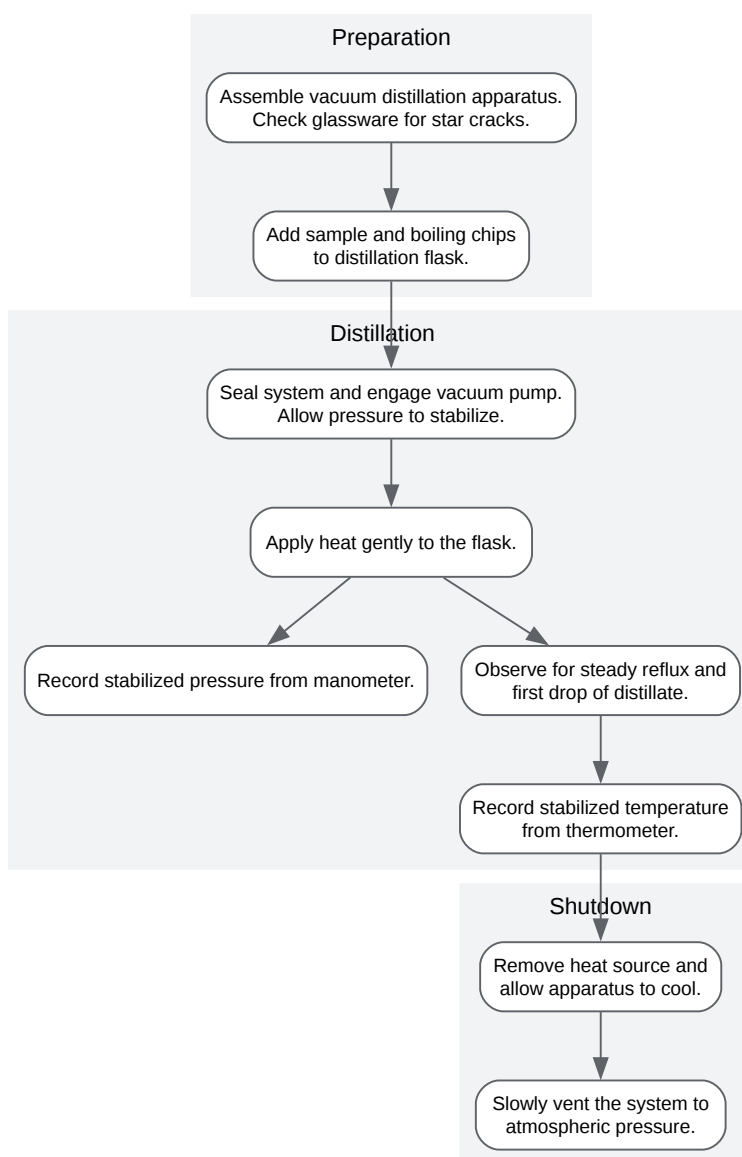 Preparation
Assemble vacuum distillation apparatus.
Check glassware for star cracks.
Add sample and boiling chips
to distillation flask.
Distillation
Seal system and engage vacuum pump.
Allow pressure to stabilize.
Apply heat gently to the flask.
Record stabilized pressure from manometer.
Observe for steady reflux and
first drop of distillate.
Record stabilized temperature
from thermometer.
Shutdown
Remove heat source and
allow apparatus to cool.
Slowly vent the system to
atmospheric pressure.